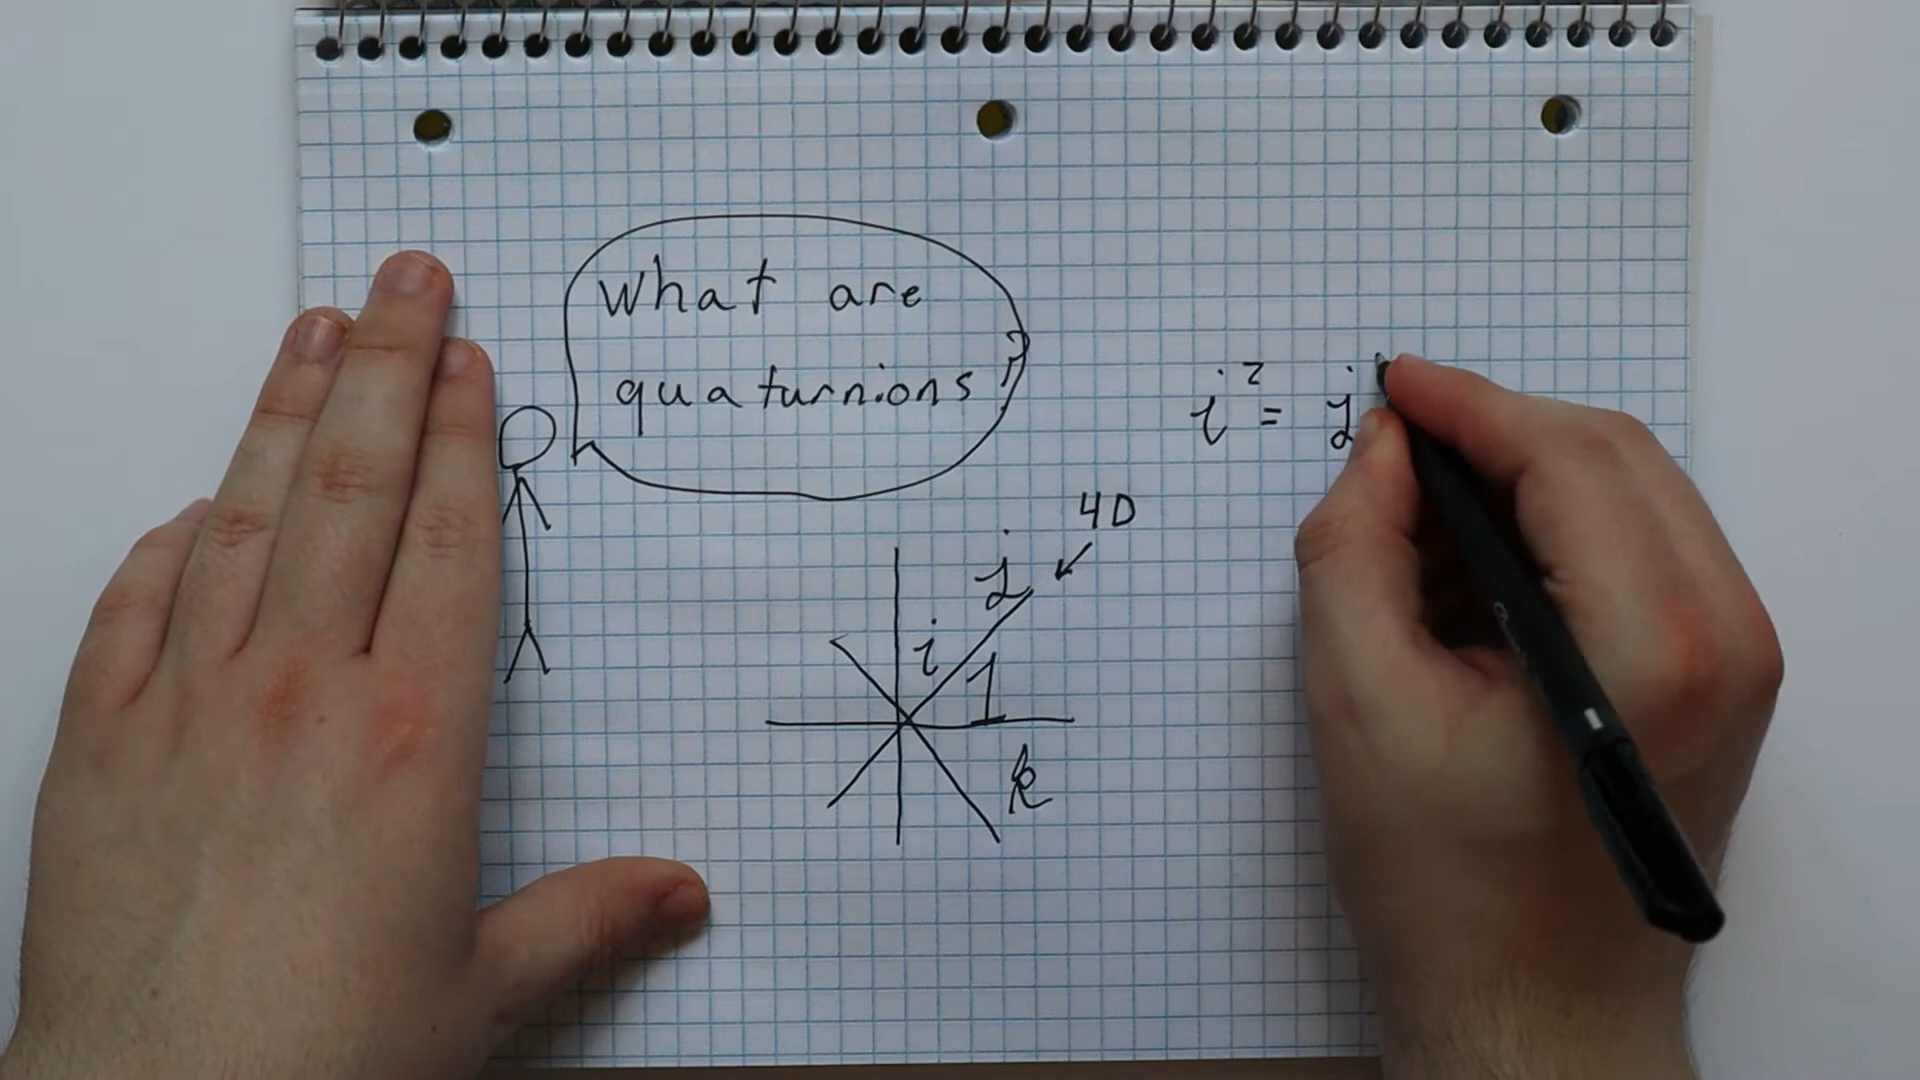 What are
quaturnions?
i² = j
4D
j
i
1
k